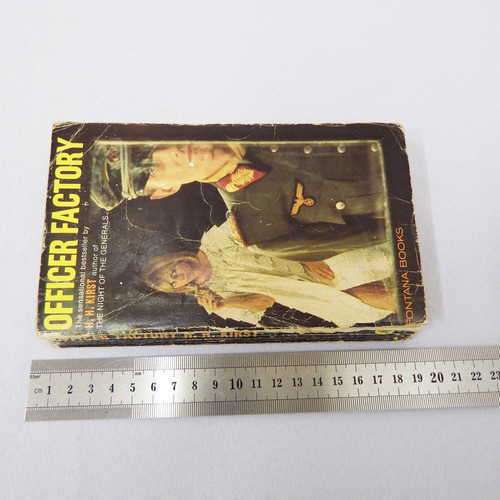 OFFICER FACTORY
The sensational bestseller by
H. H. KIRST author of
THE NIGHT OF THE GENERALS
FONTANA BOOKS
FACTORY H. H. KIRST
cm 1 2 3 4 5 6 7 8 9 10 11 12 13 14 15 16 17 18 19 20 21 22 23